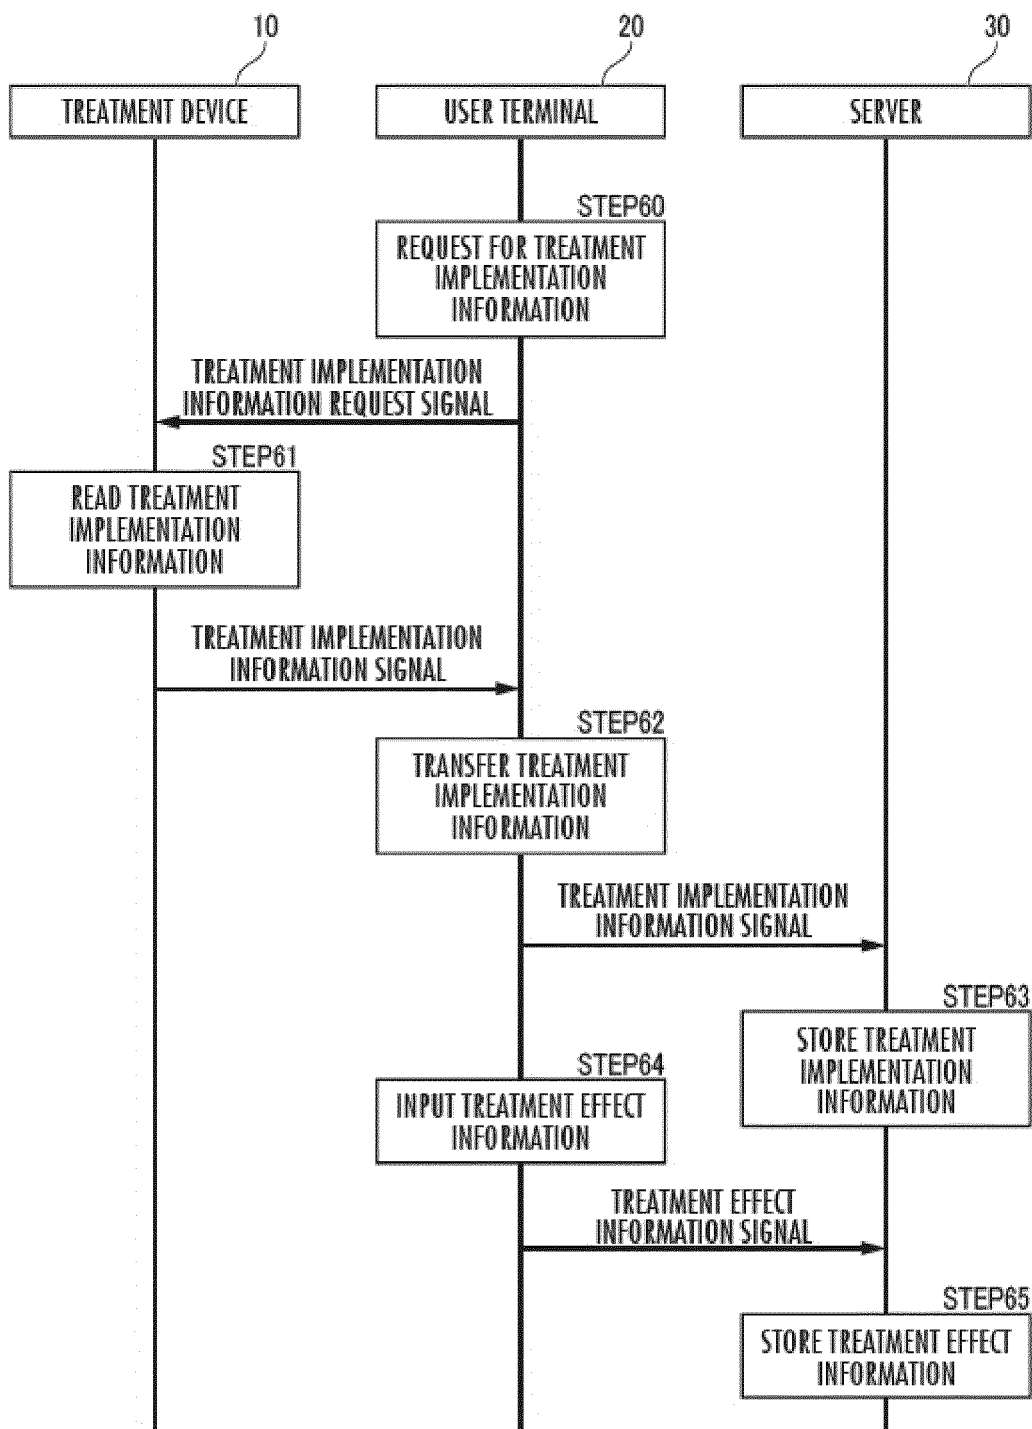 10
20
30
TREATMENT DEVICE
USER TERMINAL
SERVER
STEP60
REQUEST FOR TREATMENT
IMPLEMENTATION
INFORMATION
TREATMENT IMPLEMENTATION
INFORMATION REQUEST SIGNAL
STEP61
READ TREATMENT
IMPLEMENTATION
INFORMATION
TREATMENT IMPLEMENTATION
INFORMATION SIGNAL
STEP62
TRANSFER TREATMENT
IMPLEMENTATION
INFORMATION
TREATMENT IMPLEMENTATION
INFORMATION SIGNAL
STEP63
STORE TREATMENT
IMPLEMENTATION
INFORMATION
STEP64
INPUT TREATMENT EFFECT
INFORMATION
TREATMENT EFFECT
INFORMATION SIGNAL
STEP65
STORE TREATMENT EFFECT
INFORMATION